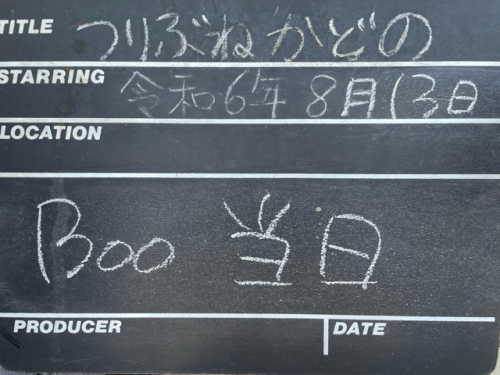 TITLE つりぶねかどの
STARRING 令和6年8月13日
LOCATION
Boo 当日
PRODUCER DATE